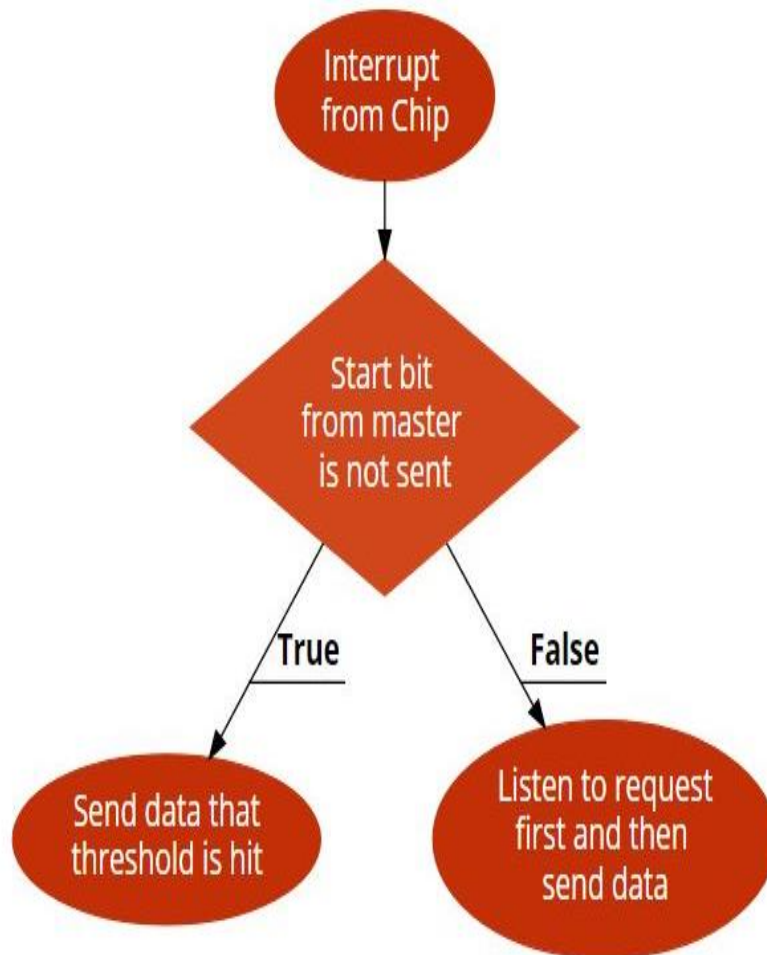 Interrupt
from Chip
Start bit
from master
is not sent
True
False
Send data that
threshold is hit
Listen to request
first and then
send data